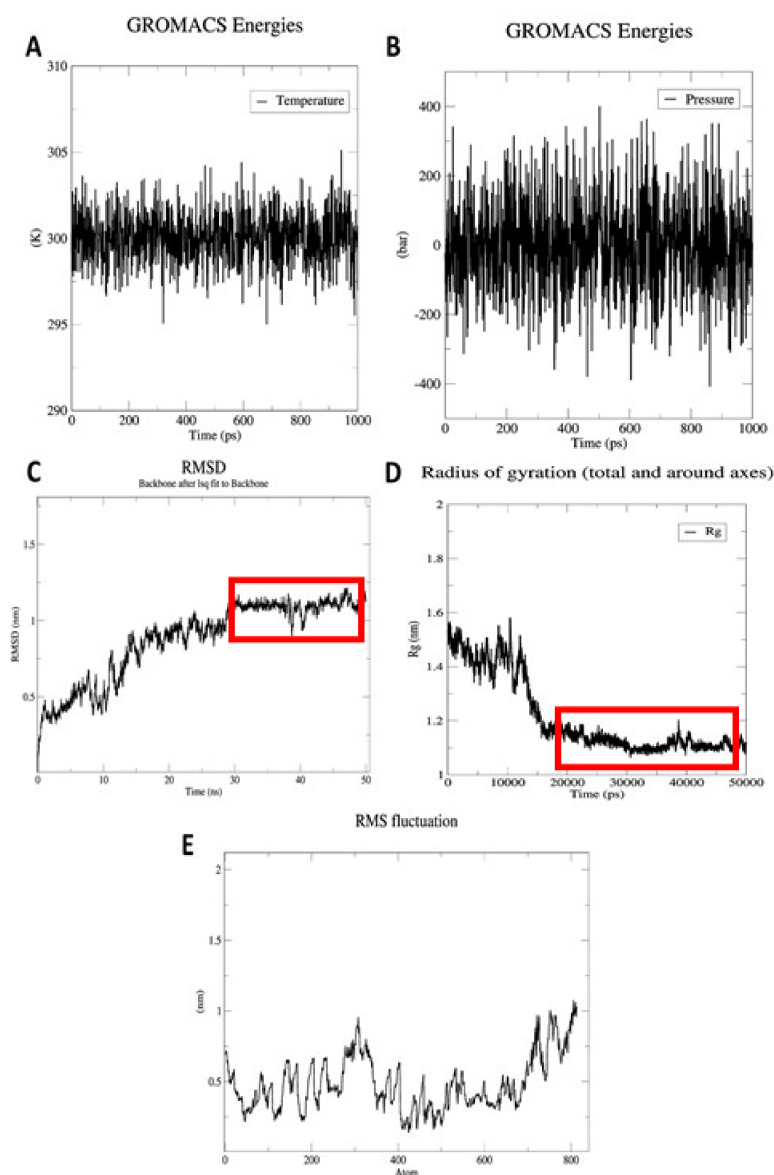 GROMACS Energies
A
310
Temperature
305
300
(K)
295
290
0
200
400
600
800
1000
Time (ps)
GROMACS Energies
B
400
Pressure
200
0
(bar)
-200
-400
0
200
400
600
800
1000
Time (ps)
C
RMSD
Backbone after lsq fit to Backbone
1.5
1
0.5
RMSD (nm)
0
10
20
30
40
50
Time (ns)
D
Radius of gyration (total and around axes)
2
Rg
1.8
1.6
1.4
1.2
1
Rg (nm)
0
10000
20000
30000
40000
50000
Time (ps)
RMS fluctuation
E
2
1.5
1
0.5
(nm)
0
200
400
600
800
Atom